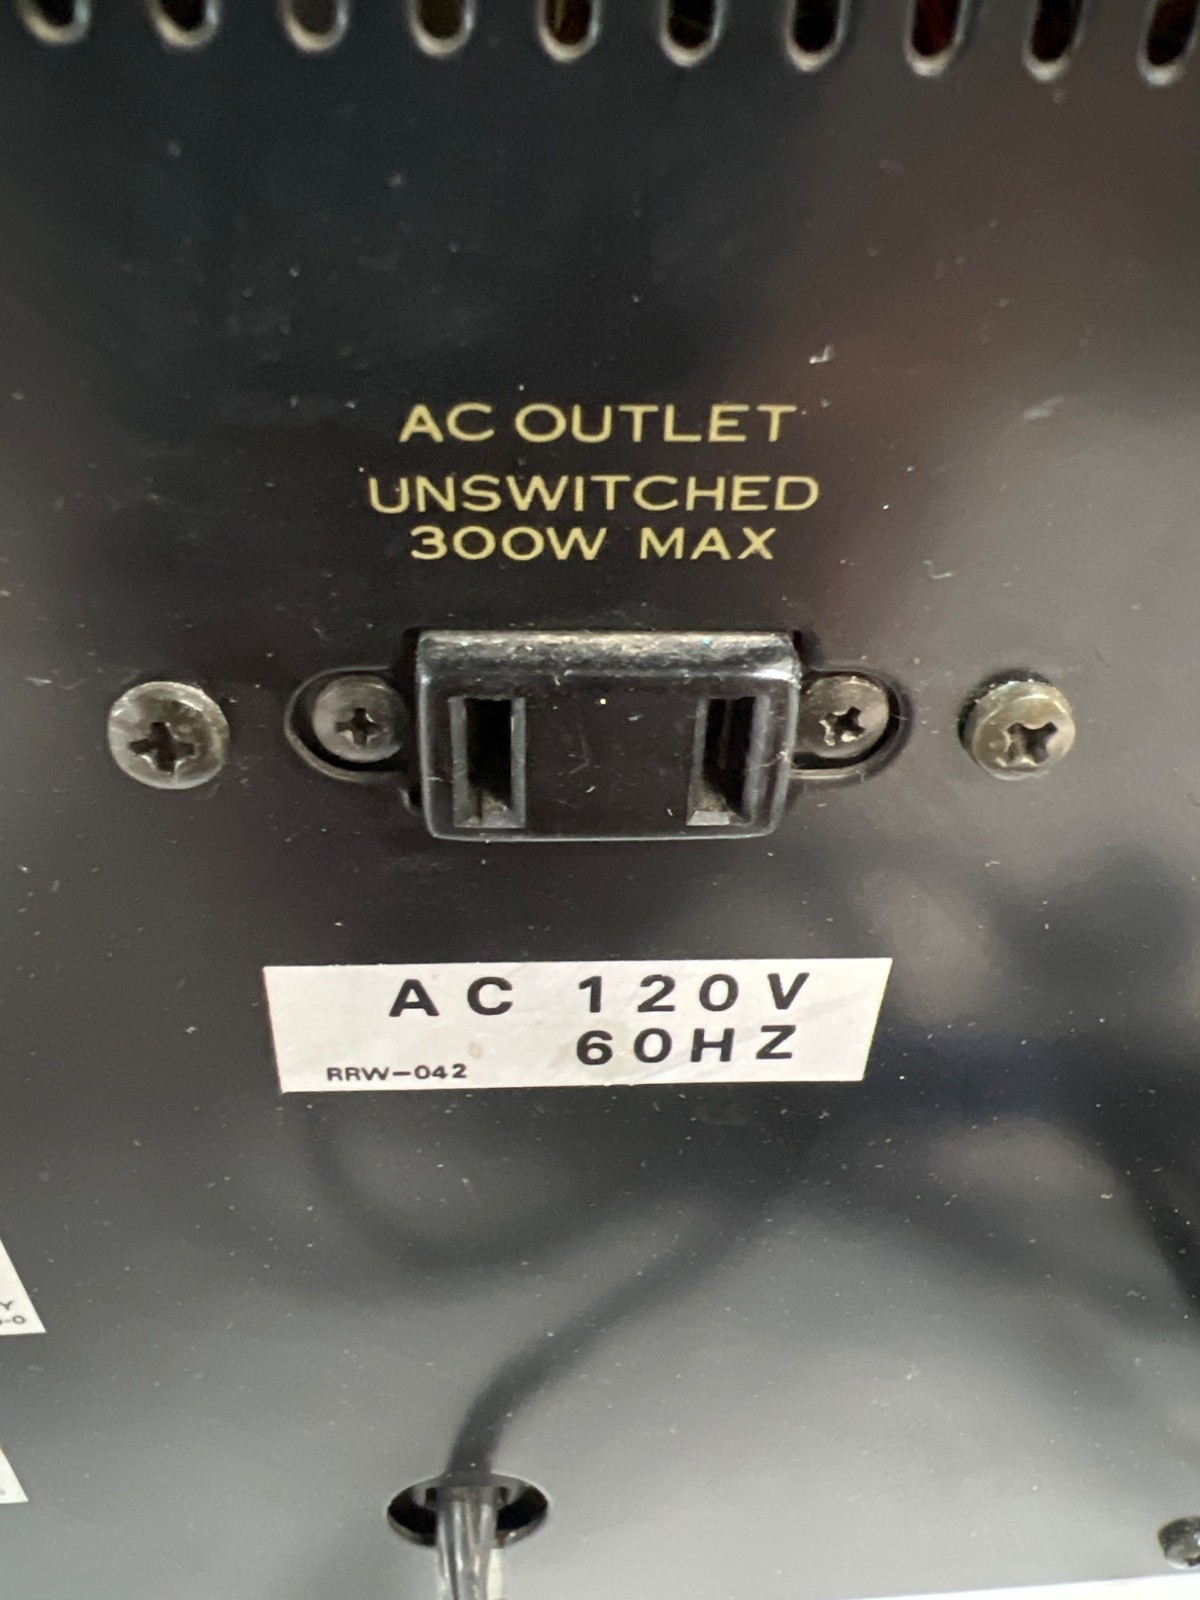 AC OUTLET
UNSWITCHED
300W MAX
AC 120V
60HZ
RRW-042
Y